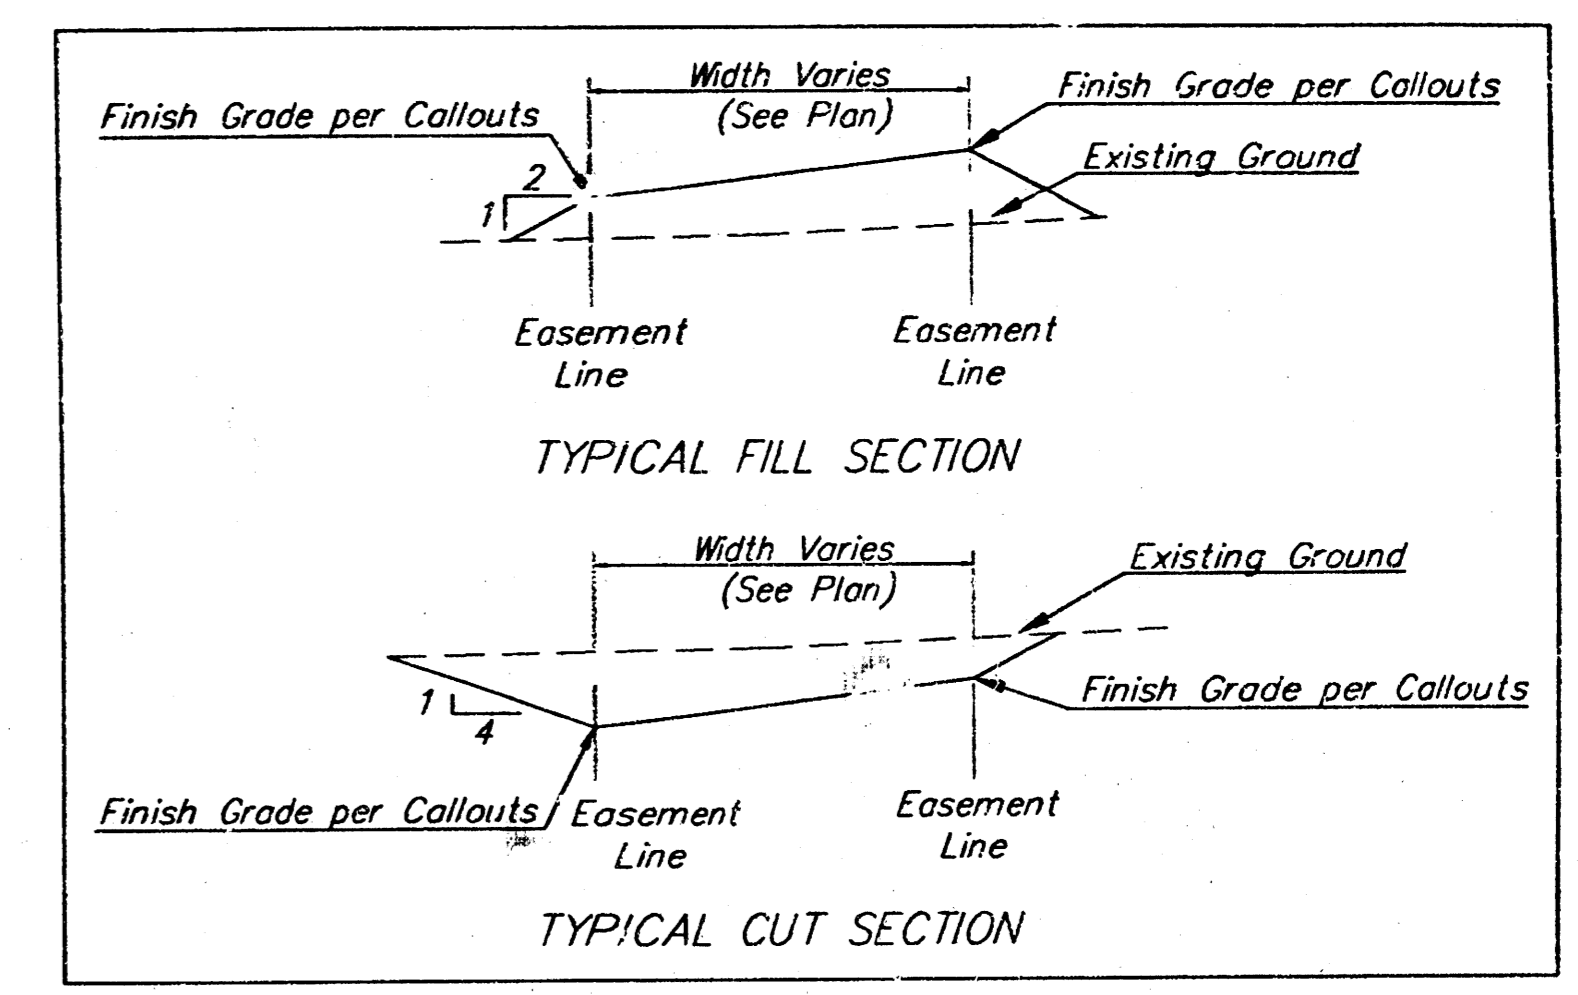 Width Varies
(See Plan)
Finish Grade per Callouts
Finish Grade per Callouts
Existing Ground
2
1
Easement
Line
Easement
Line
TYPICAL FILL SECTION
Width Varies
(See Plan)
Existing Ground
1
4
Finish Grade per Callouts
Finish Grade per Callouts
Easement
Line
Easement
Line
TYPICAL CUT SECTION